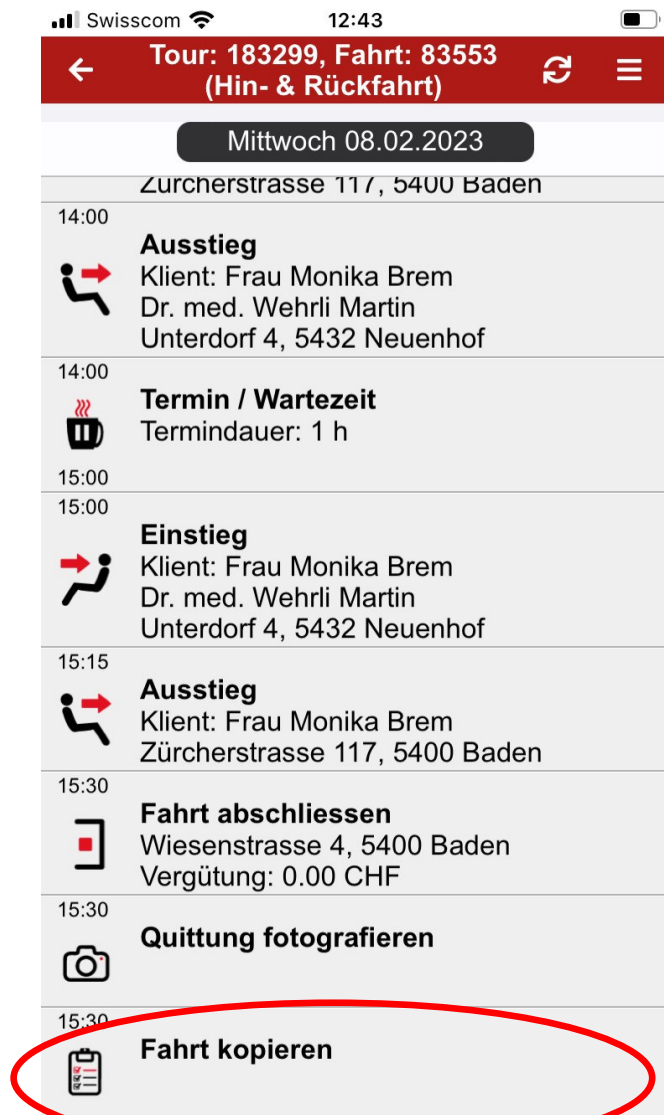 Swisscom 12:43
Tour: 183299, Fahrt: 83553
(Hin- & Rückfahrt)
Mittwoch 08.02.2023
Zürcherstrasse 117, 5400 Baden
14:00
Ausstieg
Klient: Frau Monika Brem
Dr. med. Wehrli Martin
Unterdorf 4, 5432 Neuenhof
14:00
Termin / Wartezeit
Termindauer: 1 h
15:00
15:00
Einstieg
Klient: Frau Monika Brem
Dr. med. Wehrli Martin
Unterdorf 4, 5432 Neuenhof
15:15
Ausstieg
Klient: Frau Monika Brem
Zürcherstrasse 117, 5400 Baden
15:30
Fahrt abschliessen
Wiesenstrasse 4, 5400 Baden
Vergütung: 0.00 CHF
15:30
Quittung fotografieren
15:30
Fahrt kopieren